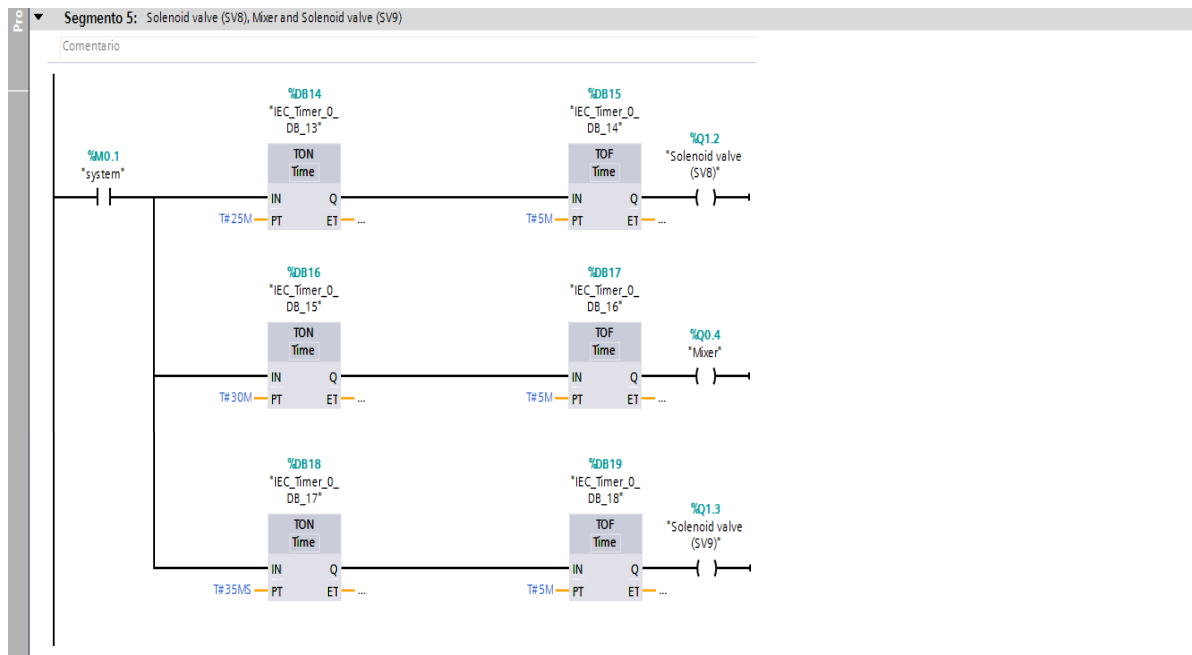 Pro
Segmento 5: Solenoid valve (SV8), Mixer and Solenoid valve (SV9)
Comentario
%DB14
"IEC_Timer_0_
DB_13"
%DB15
"IEC_Timer_0_
DB_14"
%Q1.2
"Solenoid valve
(SV8)"
%M0.1
"system"
TON
Time
TOF
Time
IN Q
IN Q
T#25M PT ET ...
T#5M PT ET ...
%DB16
"IEC_Timer_0_
DB_15"
%DB17
"IEC_Timer_0_
DB_16"
%Q0.4
"Mixer"
TON
Time
TOF
Time
IN Q
IN Q
T#30M PT ET ...
T#5M PT ET ...
%DB18
"IEC_Timer_0_
DB_17"
%DB19
"IEC_Timer_0_
DB_18"
%Q1.3
"Solenoid valve
(SV9)"
TON
Time
TOF
Time
IN Q
IN Q
T#35MS PT ET ...
T#5M PT ET ...